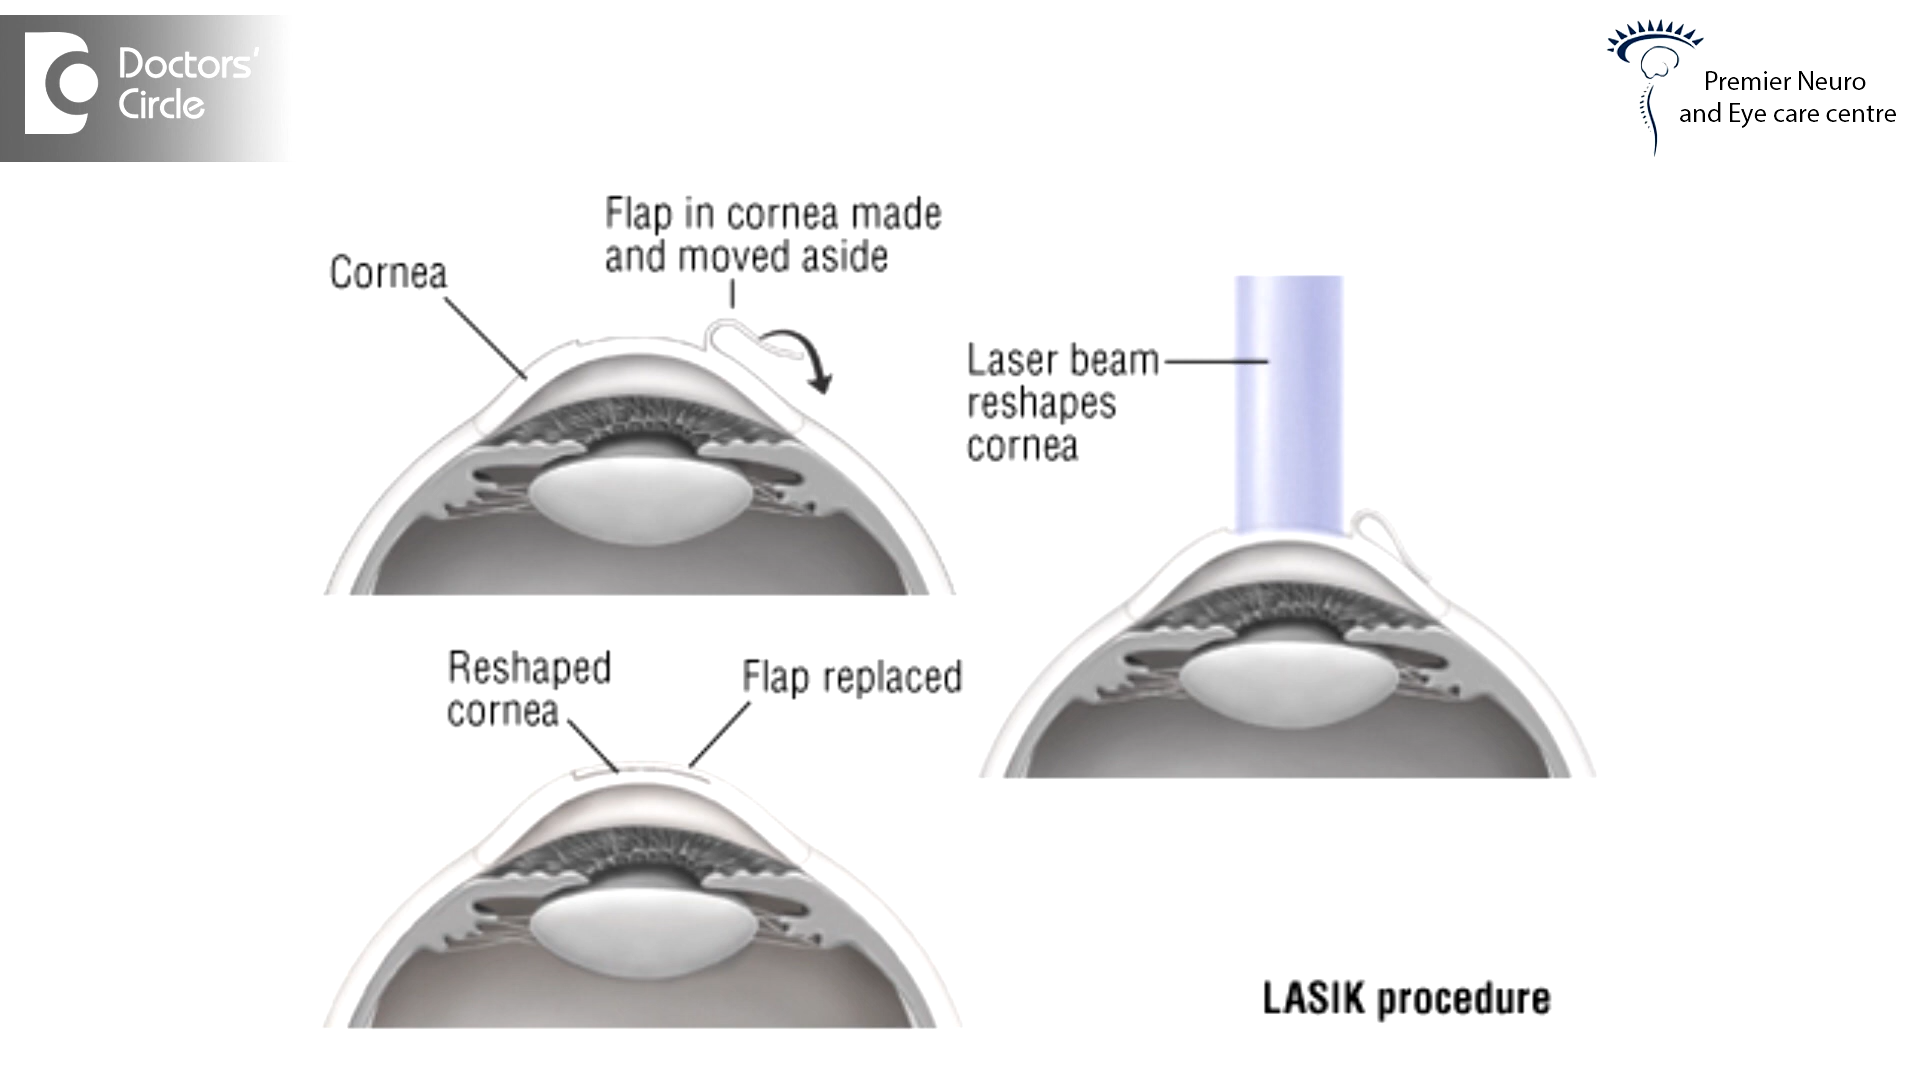 Doctors'
Circle
Premier Neuro
and Eye care centre
Flap in cornea made
and moved aside
Cornea
Laser beam
reshapes
cornea
Reshaped
cornea
Flap replaced
LASIK procedure